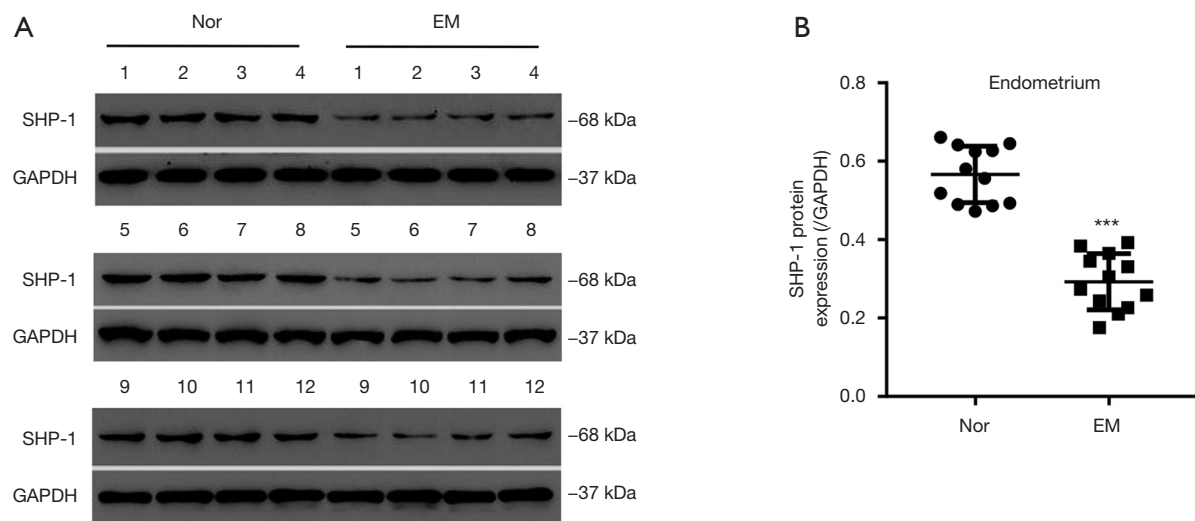 A
Nor EM
1 2 3 4 1 2 3 4
SHP-1 –68 kDa
GAPDH –37 kDa
5 6 7 8 5 6 7 8
SHP-1 –68 kDa
GAPDH –37 kDa
9 10 11 12 9 10 11 12
SHP-1 –68 kDa
GAPDH –37 kDa
B
Endometrium
SHP-1 protein
expression (/GAPDH)
0.8
0.6
0.4
0.2
0.0
***
Nor EM